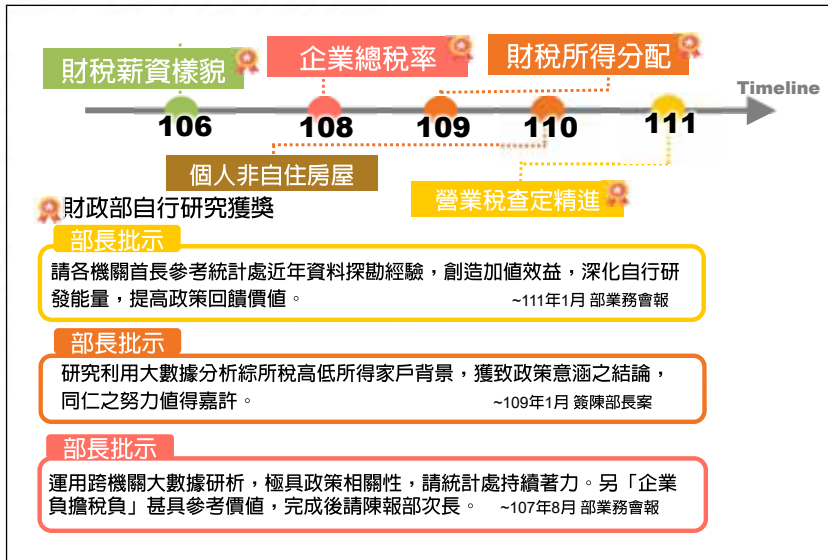 財稅薪資樣貌
企業總稅率
財稅所得分配
Timeline
106
108
109
110
111
個人非自住房屋
營業稅查定精進
財政部自行研究獲獎
部長批示
請各機關首長參考統計處近年資料探勘經驗，創造加值效益，深化自行研
發能量，提高政策回饋價值。 ~111年1月 部業務會報
部長批示
研究利用大數據分析綜所稅高低所得家戶背景，獲致政策意涵之結論，
同仁之努力值得嘉許。 ~109年1月 簽陳部長案
部長批示
運用跨機關大數據研析，極具政策相關性，請統計處持續著力。另「企業
負擔稅負」甚具參考價值，完成後請陳報部次長。 ~107年8月 部業務會報